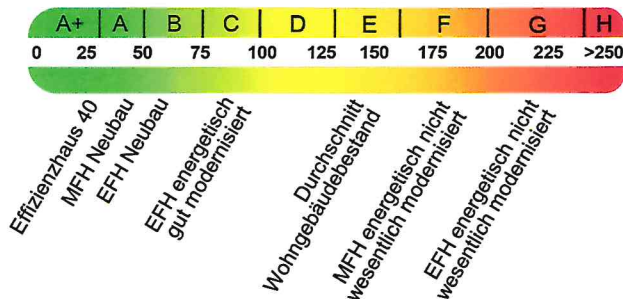 A+ A B C D E F G H
0 25 50 75 100 125 150 175 200 225 >250
Effizienzhaus 40
MFH Neubau
EFH Neubau
EFH energetisch
gut modernisiert
Durchschnitt
Wohngebäudebestand
MFH energetisch nicht
wesentlich modernisiert
EFH energetisch nicht
wesentlich modernisiert